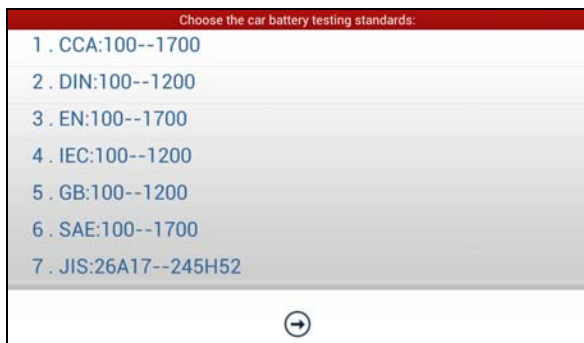 Choose the car battery testing standards:
1 . CCA:100--1700
2 . DIN:100--1200
3 . EN:100--1700
4 . IEC:100--1200
5 . GB:100--1200
6 . SAE:100--1700
7 . JIS:26A17--245H52